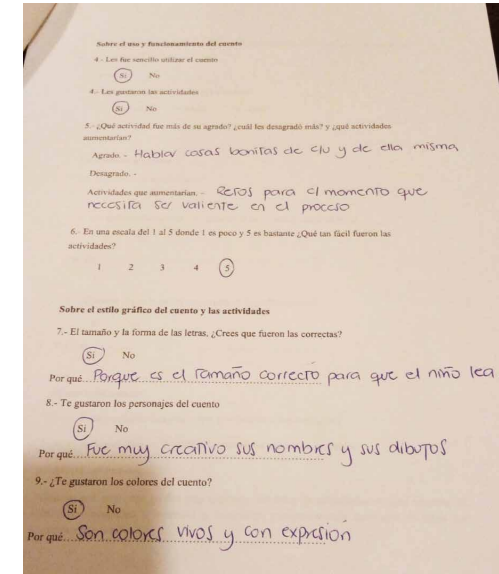 Sobre el uso y funcionamiento del cuento
4.- Les fue sencillo utilizar el cuento
Si No
4.- Les gustaron las actividades
Si No
5.- ¿Qué actividad fue más de su agrado? ¿cuál les desagradó más? y ¿qué actividades
aumentarían?
Agrado. - Hablar cosas bonitas de c/u y de ella misma
Desagrado. -
Actividades que aumentarían. - Retos para c/ momento que
necesita ser valiente en el proceso
6.- En una escala del 1 al 5 donde 1 es poco y 5 es bastante ¿Qué tan fácil fueron las
actividades?
1 2 3 4 5
Sobre el estilo gráfico del cuento y las actividades
7.- El tamaño y la forma de las letras, ¿Crees que fueron las correctas?
Si No
Por qué... Porque es el tamaño correcto para que el niño lea
8.- Te gustaron los personajes del cuento
Si No
Por qué... Fue muy creativo sus nombres y sus dibujos
9.- ¿Te gustaron los colores del cuento?
Si No
Por qué... Son colores vivos y con expresión